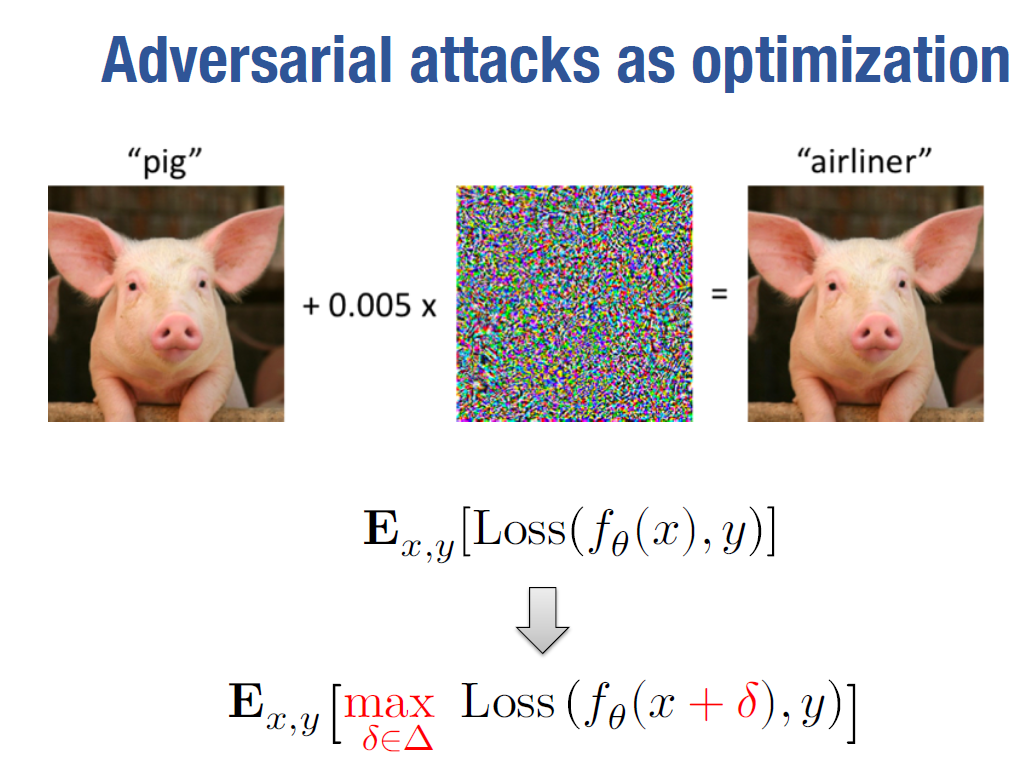 Adversarial attacks as optimization
“pig”
“airliner”
+ 0.005 x
=
𝐄_{x,y}[Loss(f_θ(x), y)]
𝐄_{x,y}[max_{δ∈Δ} Loss(f_θ(x + δ), y)]